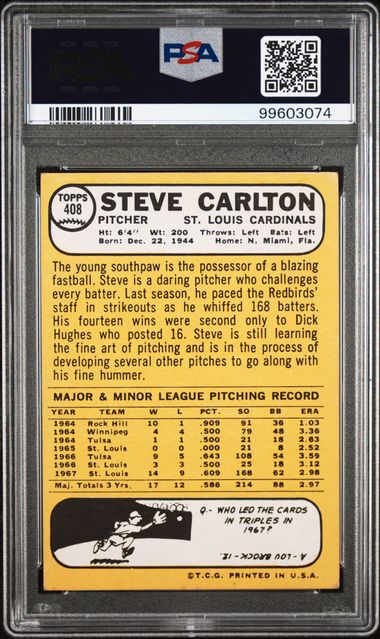 PSA
PSA
99603074
TOPPS
408
STEVE CARLTON
PITCHER ST. LOUIS CARDINALS
Ht: 6'4" Wt: 200 Throws: Left Bats: Left
Born: Dec. 22, 1944 Home: N. Miami, Fla.
The young southpaw is the possessor of a blazing
fastball. Steve is a daring pitcher who challenges
every batter. Last season, he paced the Redbirds'
staff in strikeouts as he whiffed 168 batters.
His fourteen wins were second only to Dick
Hughes who posted 16. Steve is still learning
the fine art of pitching and is in the process of
developing several other pitches to go along with
his fine hummer.
MAJOR & MINOR LEAGUE PITCHING RECORD
YEAR TEAM W L PCT. SO BB ERA
1964 Rock Hill 10 1 .909 91 36 1.03
1964 Winnipeg 4 4 .500 79 48 3.36
1964 Tulsa 1 1 .500 21 18 2.63
1965 St. Louis 0 0 .000 21 8 2.52
1966 Tulsa 9 5 .643 108 54 3.59
1966 St. Louis 3 3 .500 25 18 3.12
1967 St. Louis 14 9 .609 168 62 2.98
Maj. Totals 3 Yrs. 17 12 .586 214 88 2.97
Q.- WHO LED THE CARDS
IN TRIPLES IN
1967?
A - LOU BROCK - 12.
©T.C.G. PRINTED IN U.S.A.